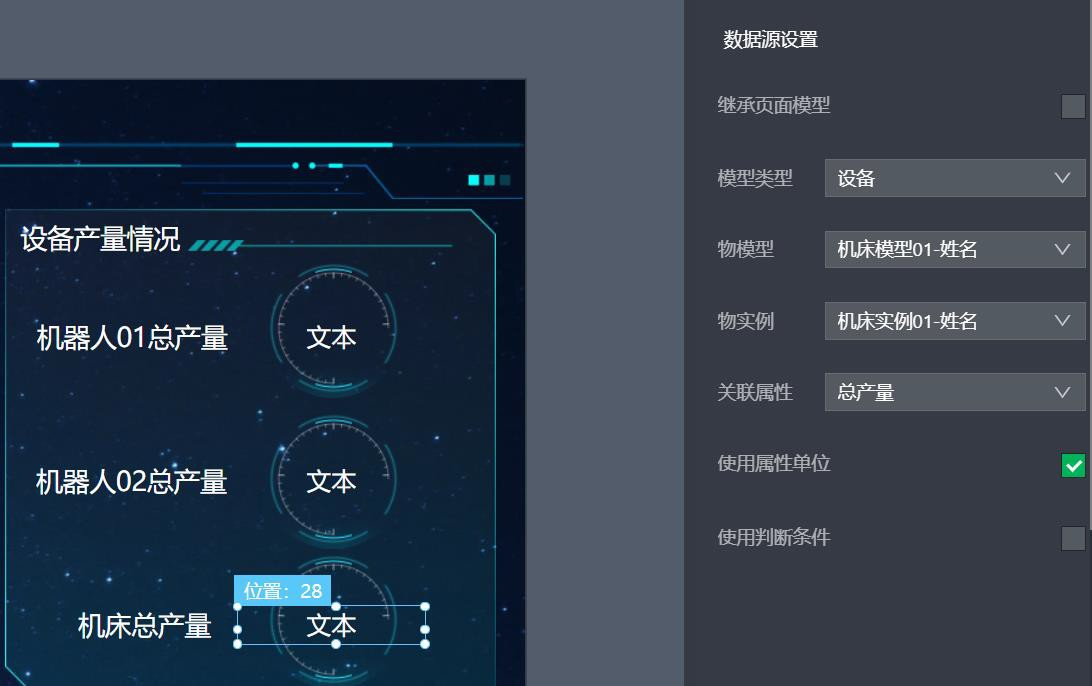 数据源设置
继承页面模型
模型类型 设备
物模型 机床模型01-姓名
物实例 机床实例01-姓名
关联属性 总产量
使用属性单位
使用判断条件
设备产量情况
机器人01总产量 文本
机器人02总产量 文本
位置：28
机床总产量 文本